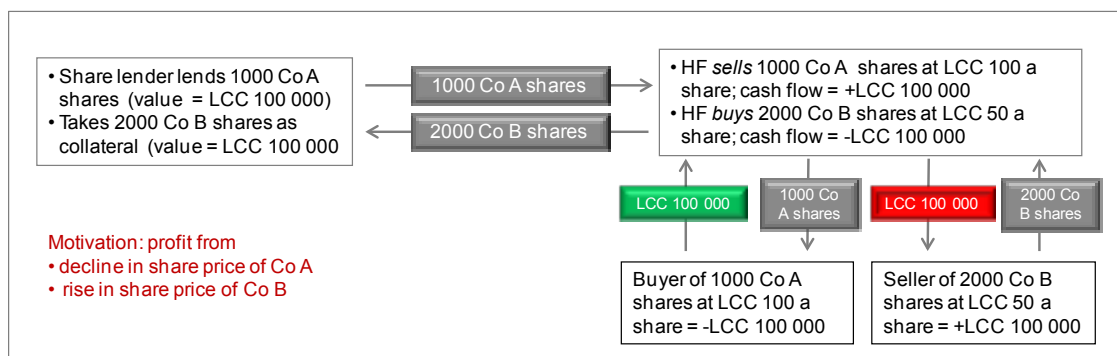 • Share lender lends 1000 Co A
shares (value = LCC 100 000)
• Takes 2000 Co B shares as
collateral (value = LCC 100 000
1000 Co A shares
2000 Co B shares
• HF sells 1000 Co A shares at LCC 100 a
share; cash flow = +LCC 100 000
• HF buys 2000 Co B shares at LCC 50 a
share; cash flow = -LCC 100 000
LCC 100 000
1000 Co
A shares
LCC 100 000
2000 Co
B shares
Motivation: profit from
• decline in share price of Co A
• rise in share price of Co B
Buyer of 1000 Co A
shares at LCC 100 a
share = -LCC 100 000
Seller of 2000 Co B
shares at LCC 50 a
share = +LCC 100 000